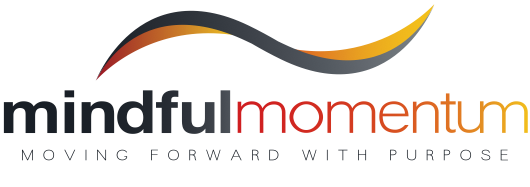 mindfulmomentum
MOVING FORWARD WITH PURPOSE